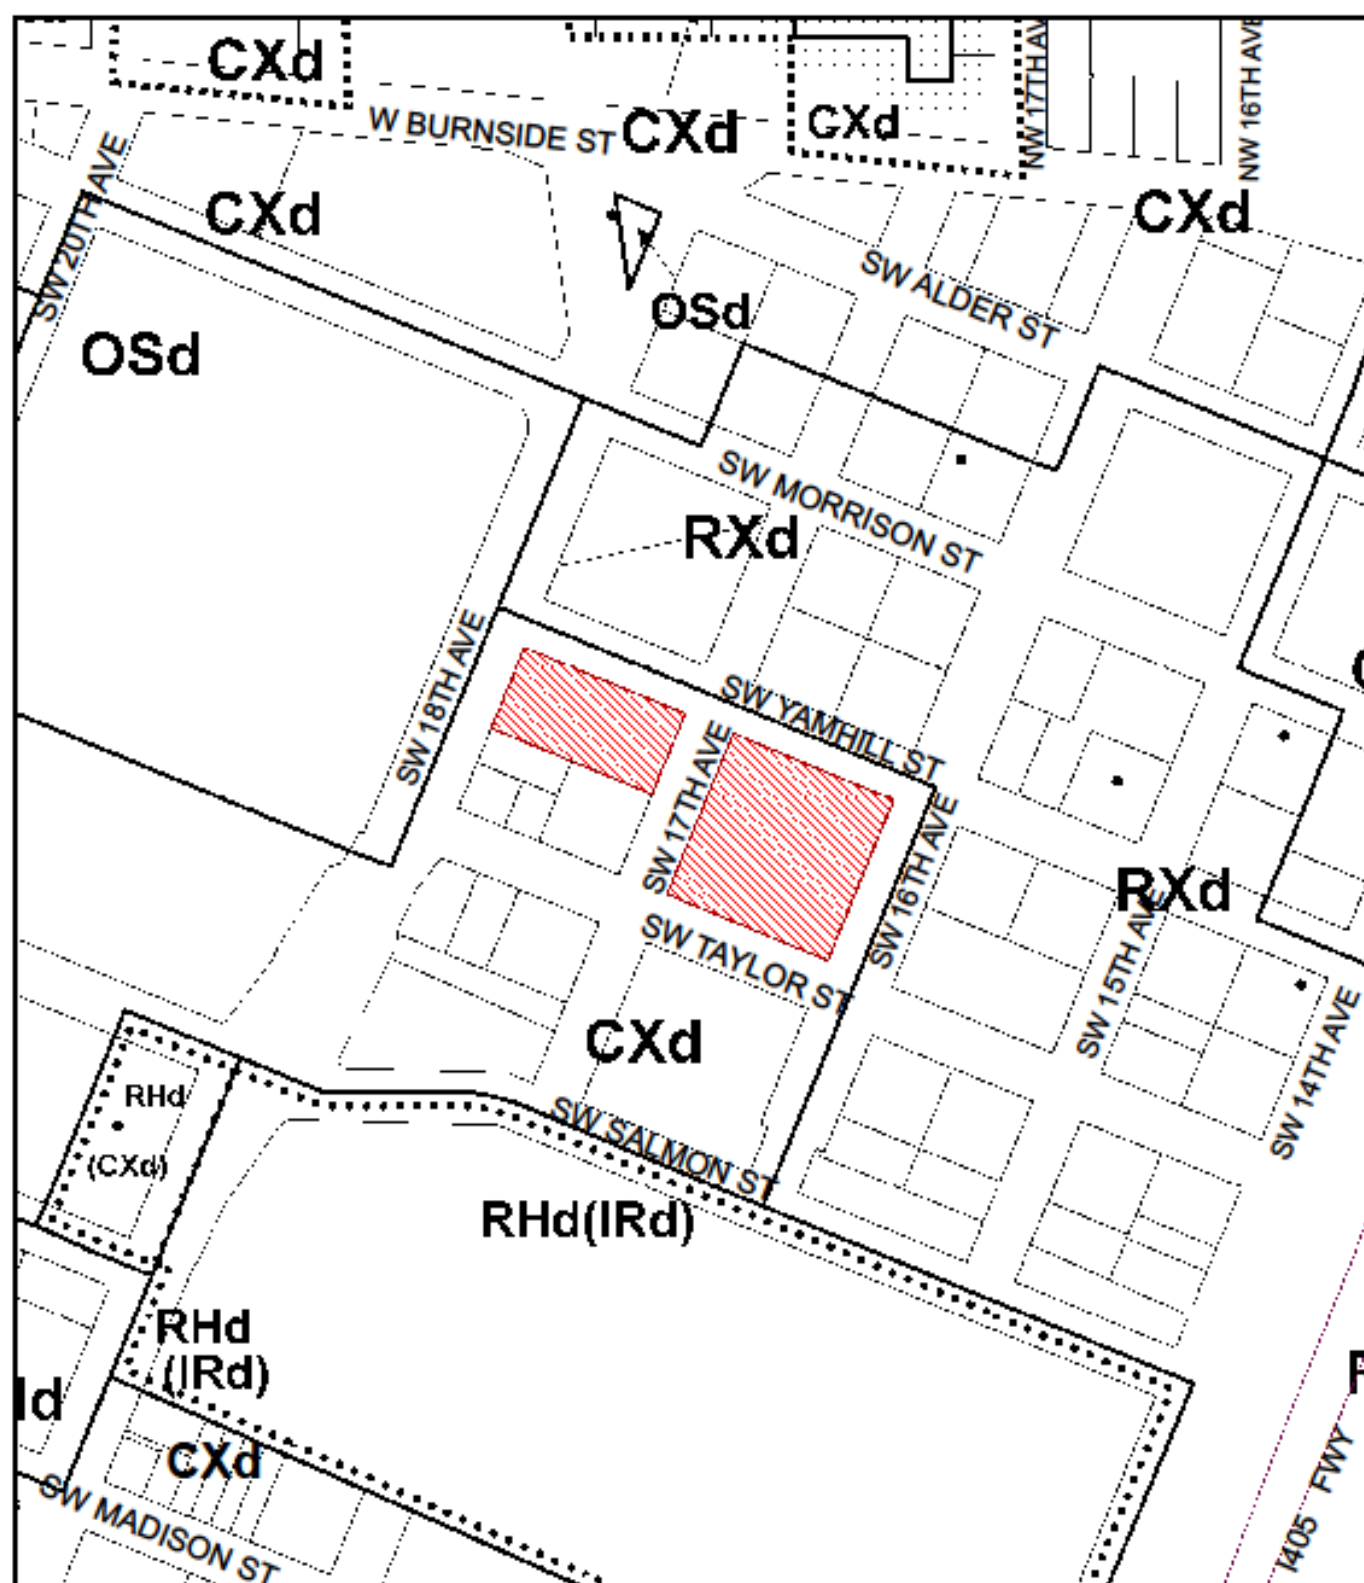 CXd
W BURNSIDE ST
CXd
CXd
NW 17TH AV
NW 16TH AVE
SW 20TH AVE
CXd
CXd
OSd
OSd
SW ALDER ST
SW MORRISON ST
RXd
SW 18TH AVE
SW YAMHILL ST
SW 17TH AVE
SW 16TH AVE
RXd
SW TAYLOR ST
SW 15TH AVE
SW 14TH AVE
CXd
RHd
(CXd)
SW SALMON ST
RHd(IRd)
RHd
(IRd)
CXd
SW MADISON ST
I405 FWY